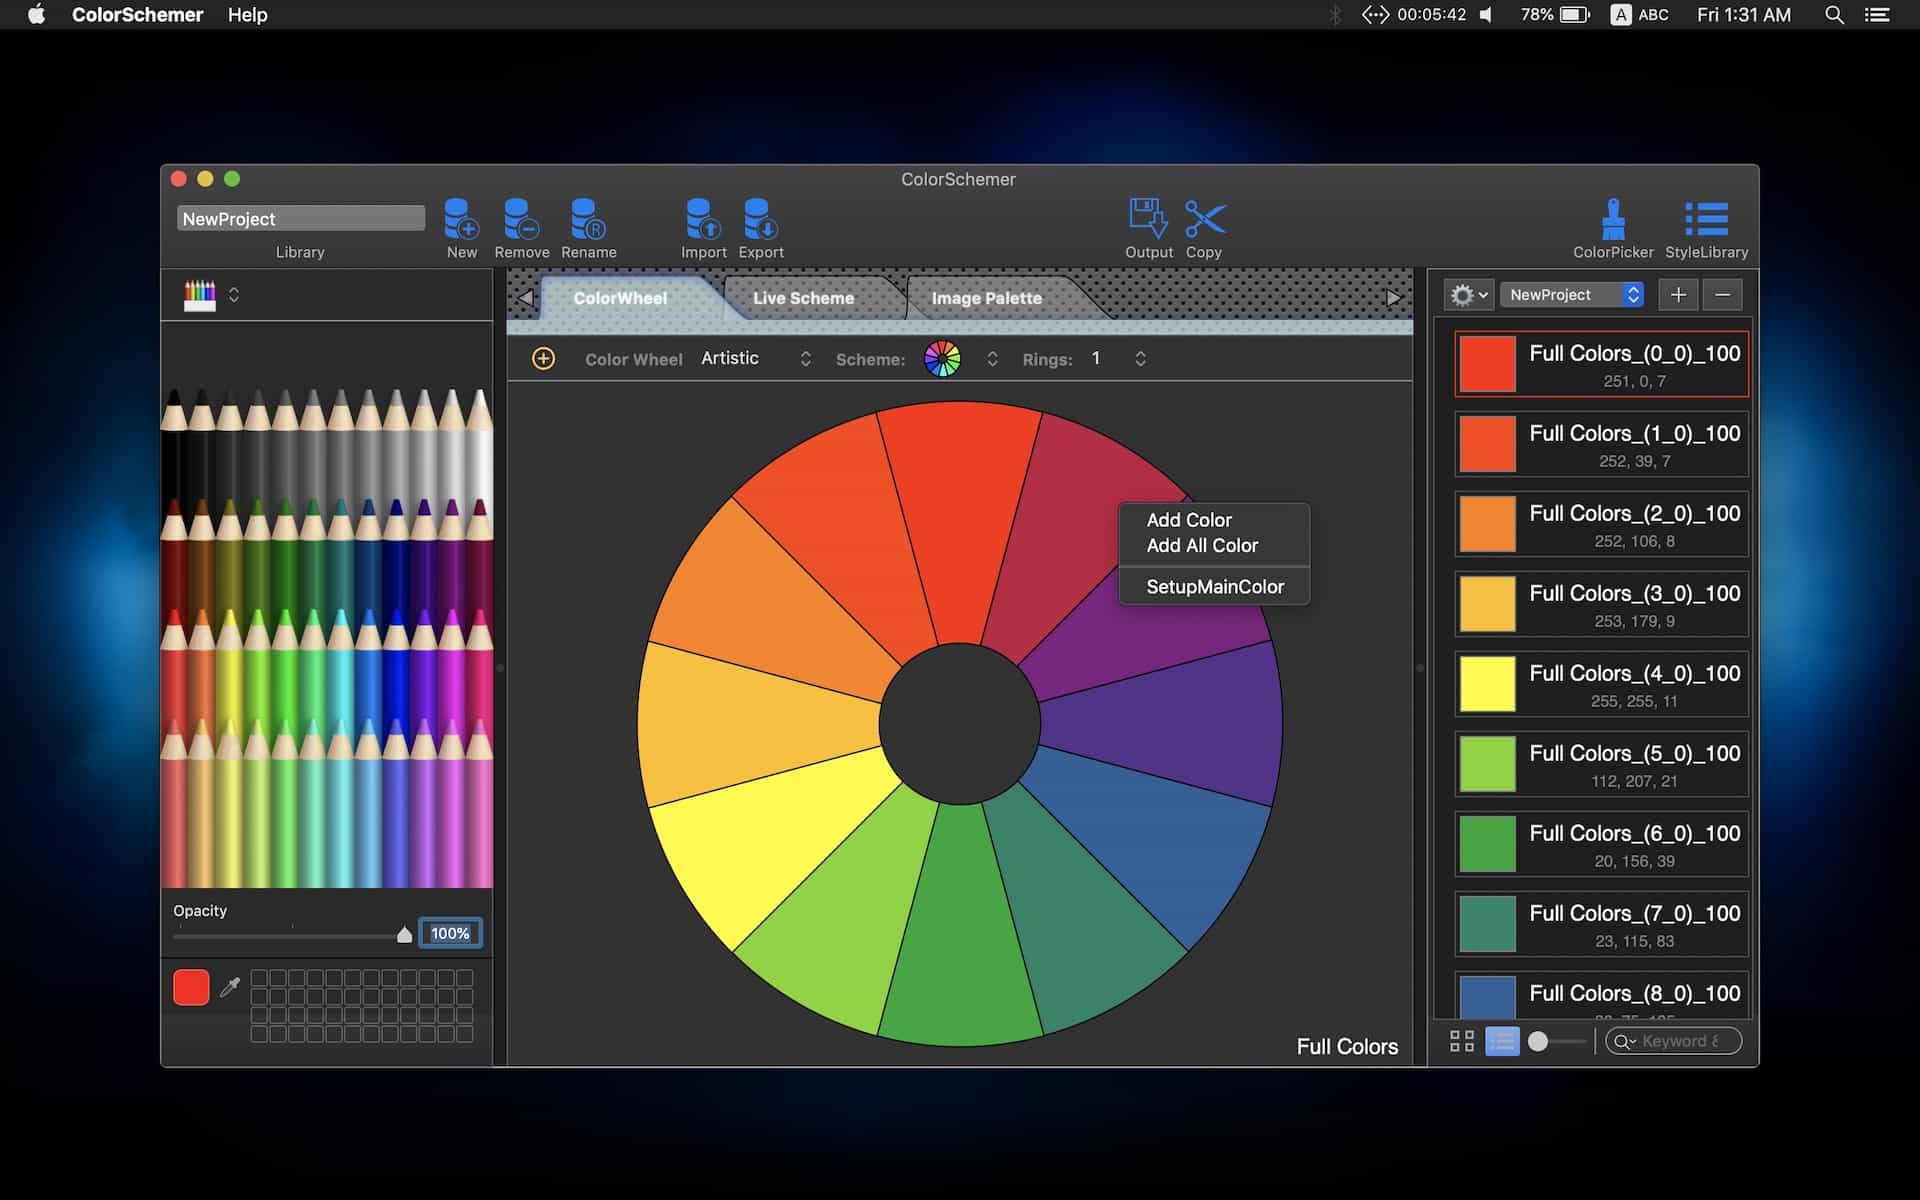 ColorSchemer Help
00:05:42 78% A ABC Fri 1:31 AM
ColorSchemer
NewProject
Library
New Remove Rename Import Export Output Copy ColorPicker StyleLibrary
ColorWheel Live Scheme Image Palette
Color Wheel Artistic Scheme: Rings: 1
Add Color
Add All Color
SetupMainColor
Full Colors
Opacity
100%
NewProject
Full Colors_(0_0)_100
251, 0, 7
Full Colors_(1_0)_100
252, 39, 7
Full Colors_(2_0)_100
252, 106, 8
Full Colors_(3_0)_100
253, 179, 9
Full Colors_(4_0)_100
255, 255, 11
Full Colors_(5_0)_100
112, 207, 21
Full Colors_(6_0)_100
20, 156, 39
Full Colors_(7_0)_100
23, 115, 83
Full Colors_(8_0)_100
Keyword